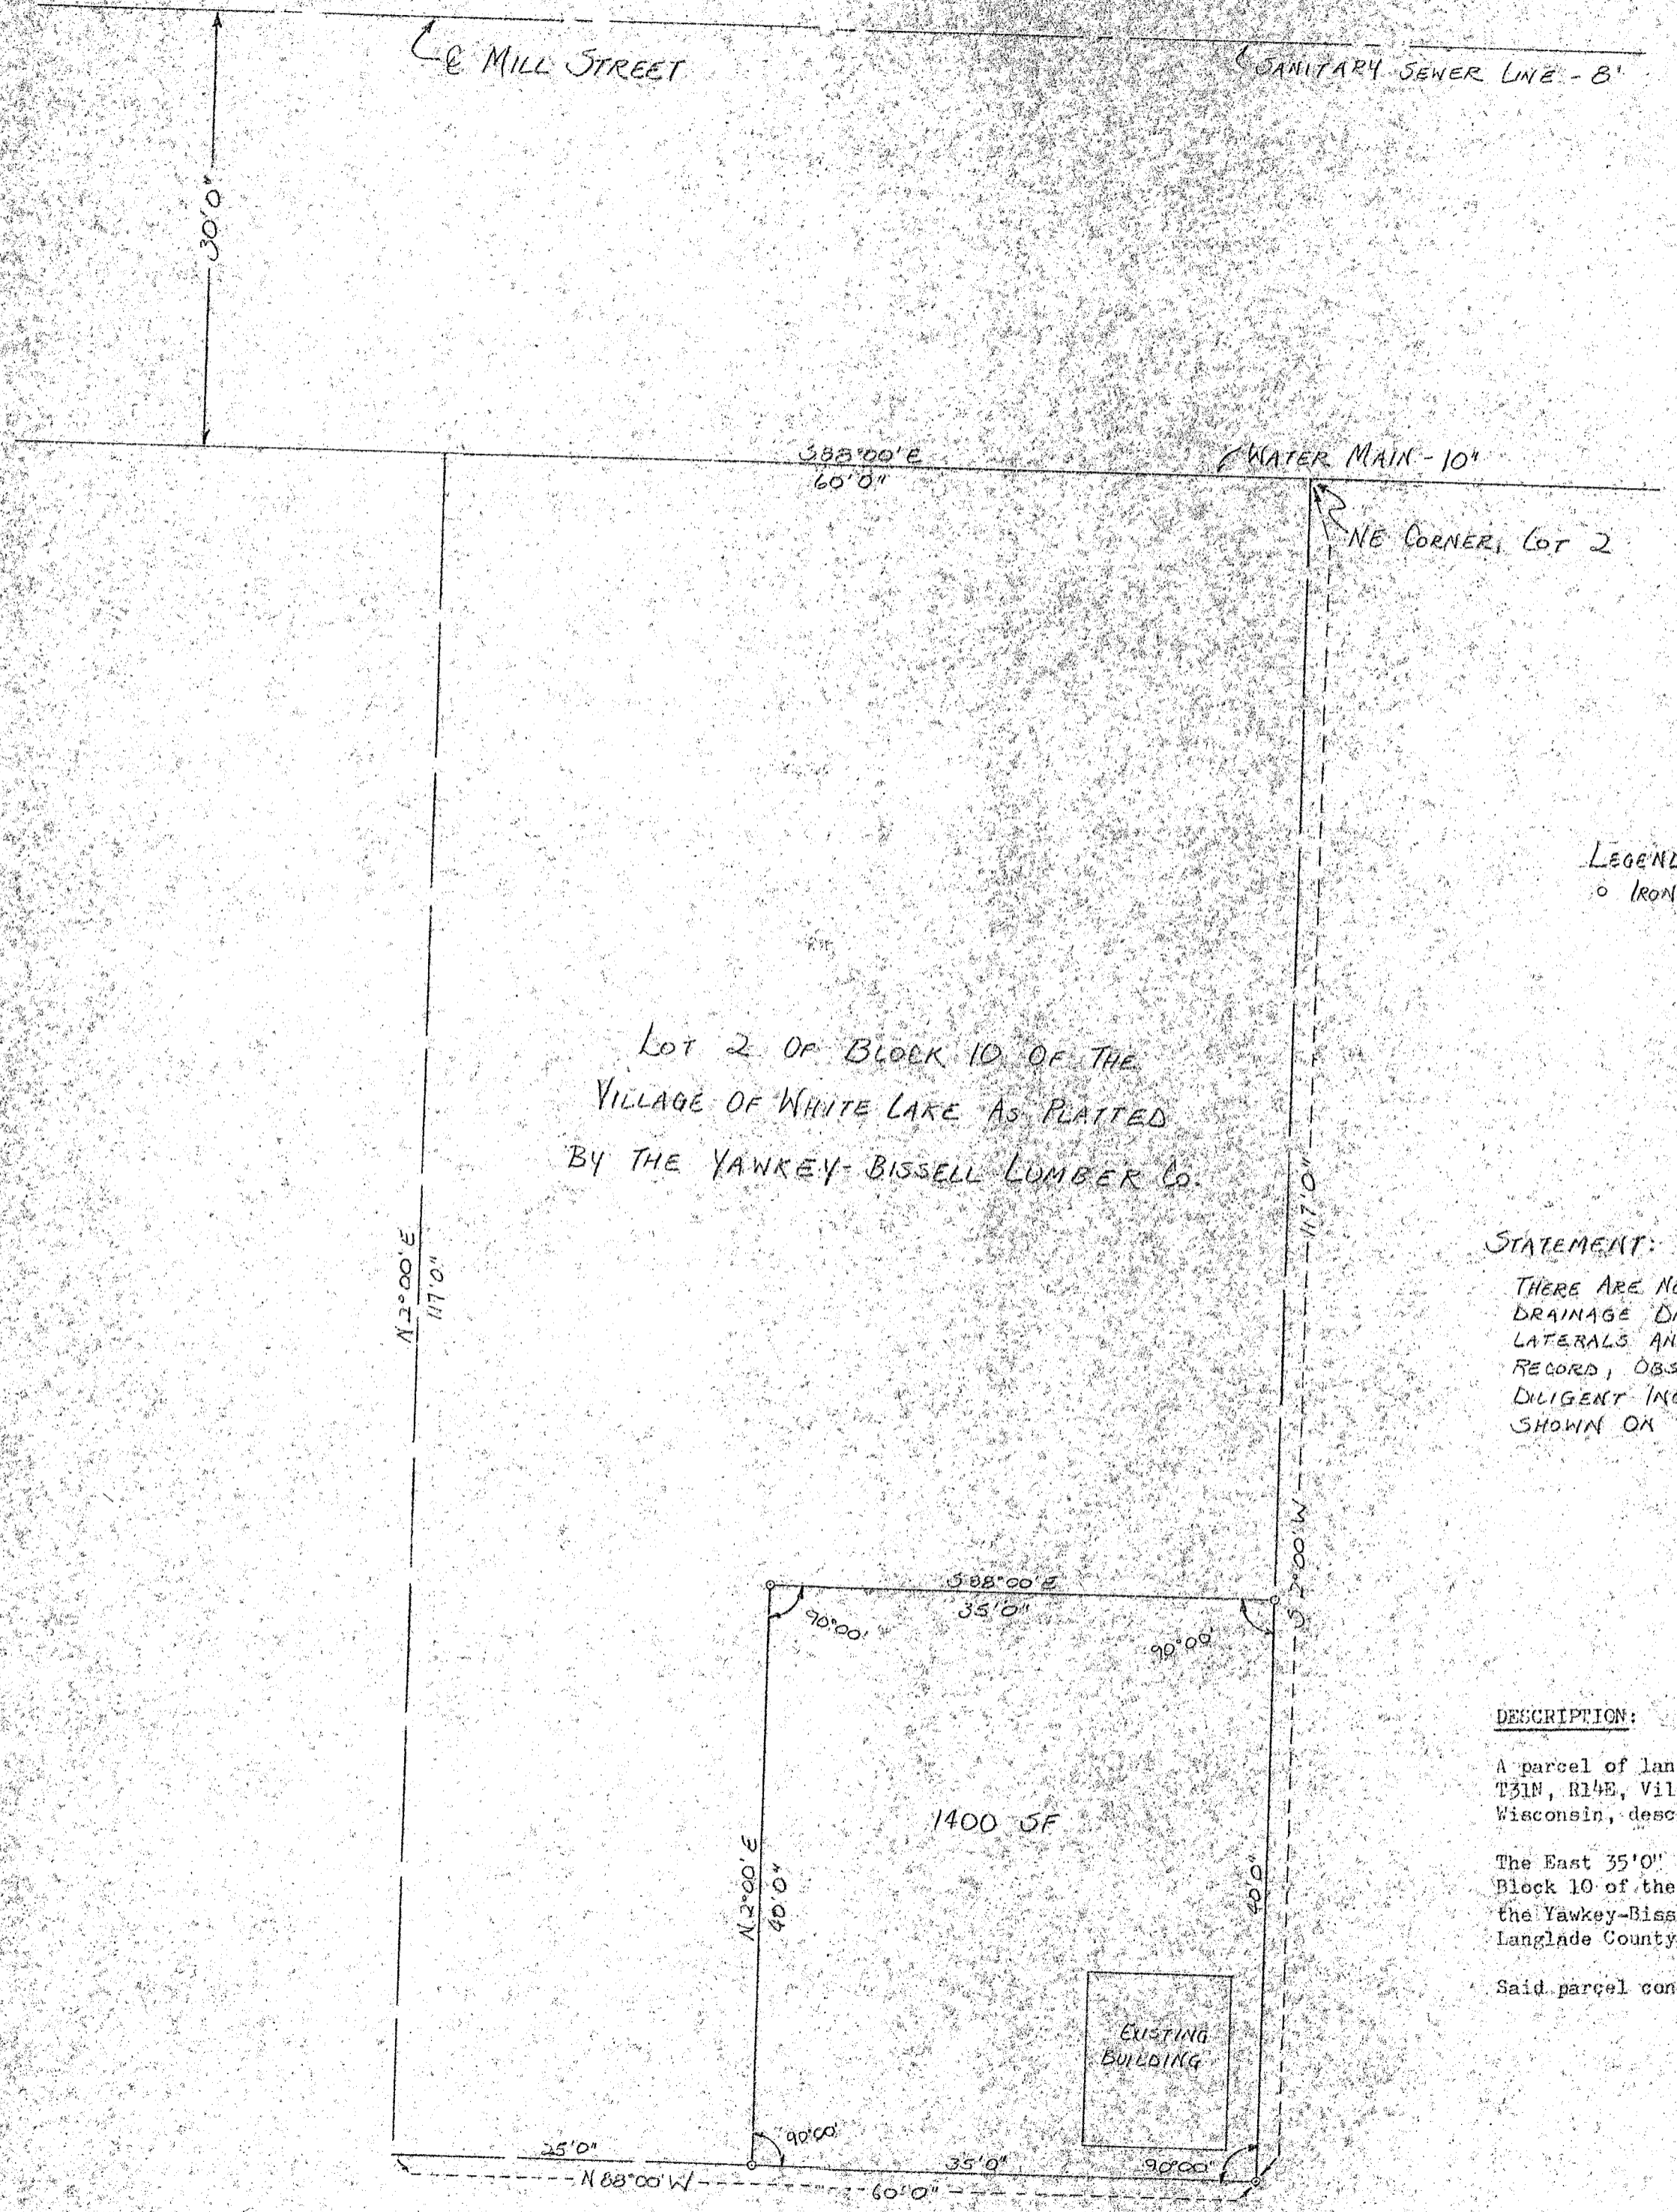 ℄ MILL STREET
SANITARY SEWER LINE - 8'
30'0"
S88°00'E
60'0"
WATER MAIN - 10"
NE CORNER, LOT 2
LEGEND
○ IRON
LOT 2 OF BLOCK 10 OF THE
VILLAGE OF WHITE LAKE AS PLATTED
BY THE YAWKEY-BISSELL LUMBER CO.
N 2°00' E
117'0"
117'0"
S 2°00' W
STATEMENT:
THERE ARE NO
DRAINAGE
LATERALS AN
RECORD, OBS
DILIGENT
SHOWN ON
S88°00'E
35'0"
90°00'
90°00'
DESCRIPTION:
A parcel of lan
T31N, R14E, Vil
Wisconsin, desc
The East 35'0"
Block 10 of the
the Yawkey-Biss
Langlade County
Said parcel con
1400 SF
N 2°00' E
40'0"
40'0"
EXISTING
BUILDING
90°00'
90°00'
25'0"
35'0"
N 88°00' W
60'0"